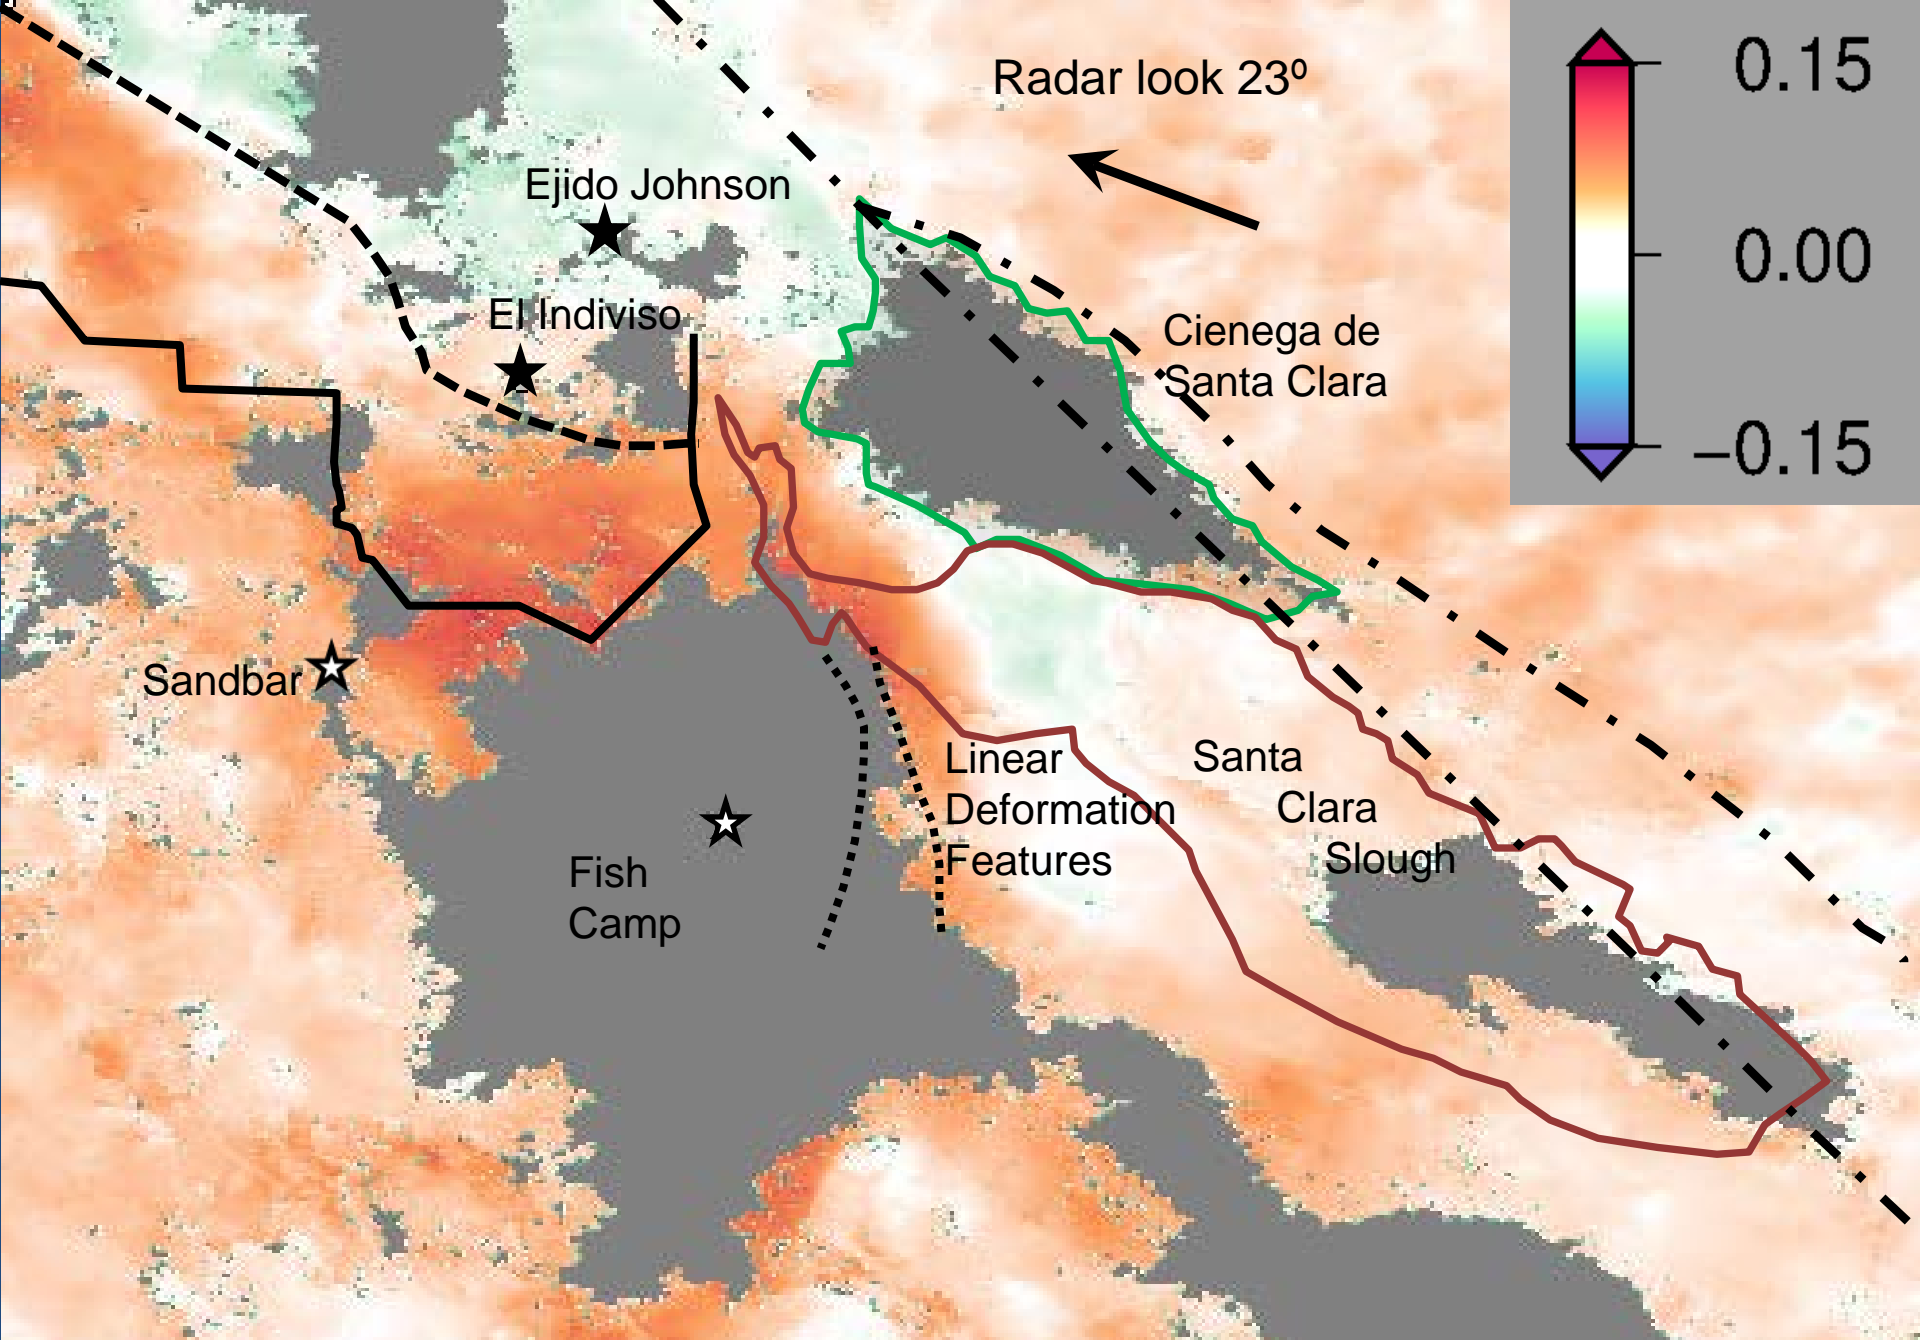 Radar look 23º
0.15
0.00
−0.15
Ejido Johnson
El Indiviso
Cienega de
Santa Clara
Sandbar
Linear
Deformation
Features
Santa
Clara
Slough
Fish
Camp